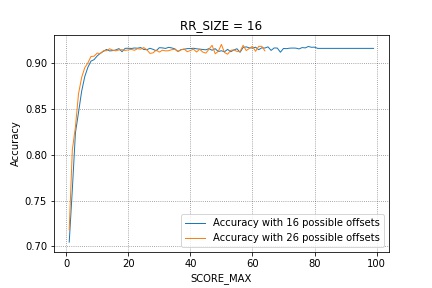 RR_SIZE = 16
Accuracy
0.90
0.85
0.80
0.75
0.70
Accuracy with 16 possible offsets
Accuracy with 26 possible offsets
0 20 40 60 80 100
SCORE_MAX